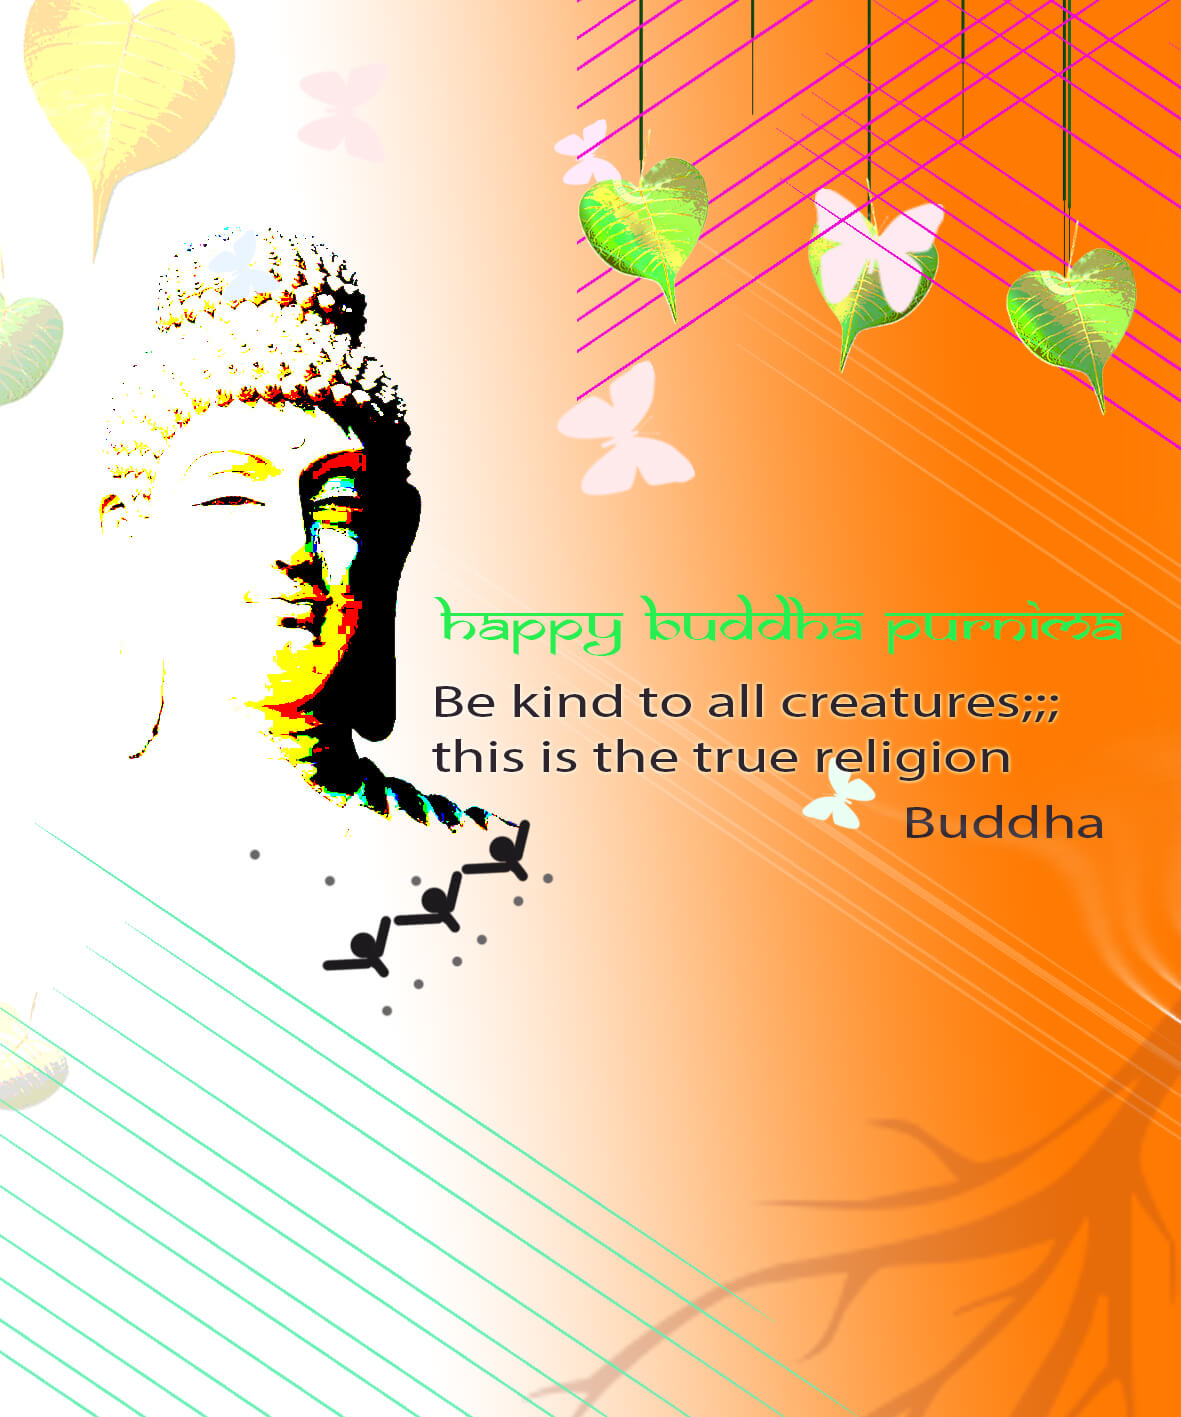 happy buddha purnima
Be kind to all creatures;;;
this is the true religion
Buddha